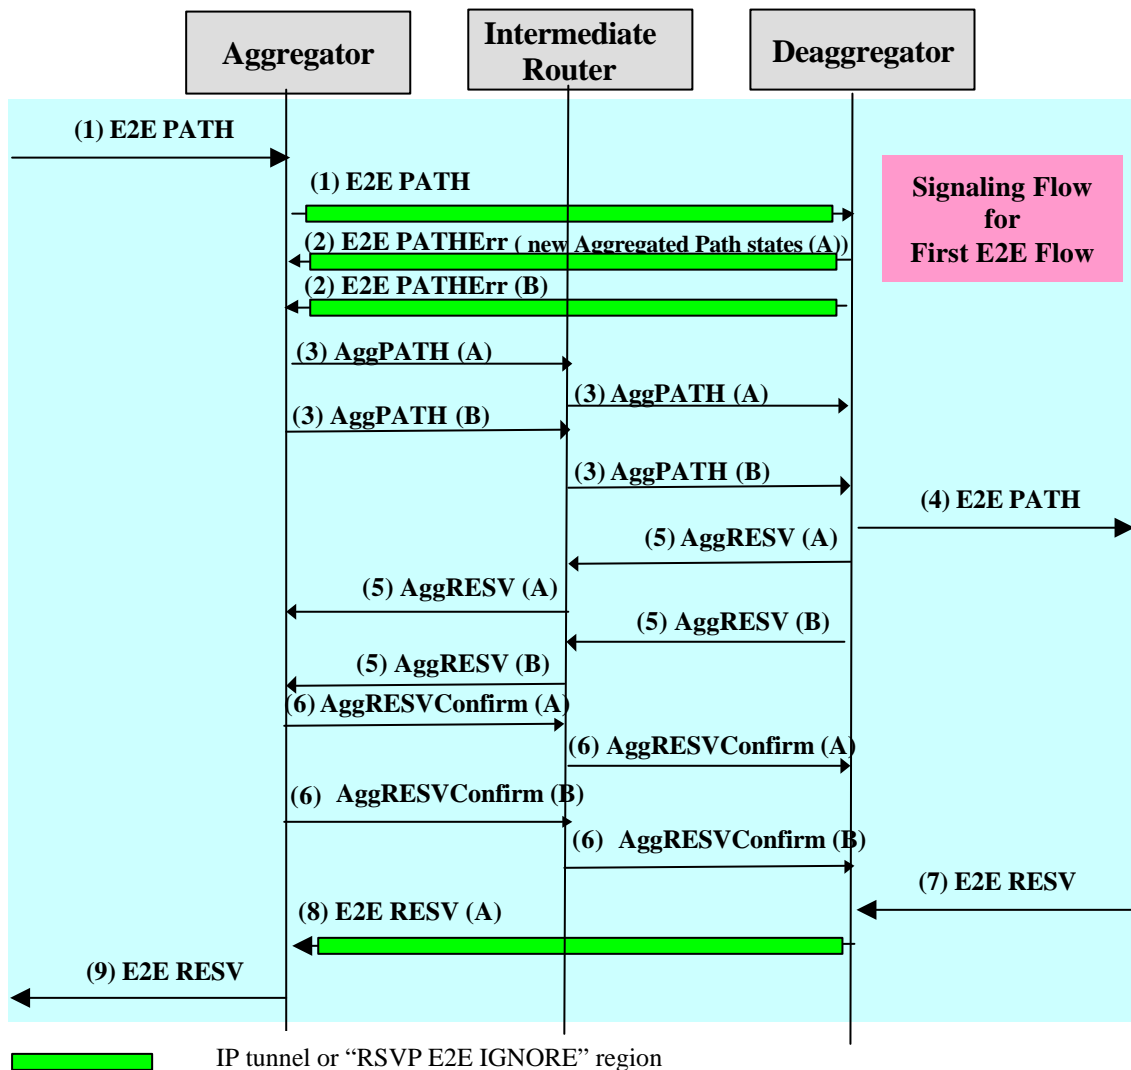 Aggregator
Intermediate
Router
Deaggregator
(1) E2E PATH
(1) E2E PATH
Signaling Flow
for
First E2E Flow
(2) E2E PATHErr ( new Aggregated Path states (A))
(2) E2E PATHErr (B)
(3) AggPATH (A)
(3) AggPATH (A)
(3) AggPATH (B)
(3) AggPATH (B)
(4) E2E PATH
(5) AggRESV (A)
(5) AggRESV (A)
(5) AggRESV (B)
(5) AggRESV (B)
(6) AggRESVConfirm (A)
(6) AggRESVConfirm (A)
(6) AggRESVConfirm (B)
(6) AggRESVConfirm (B)
(7) E2E RESV
(8) E2E RESV (A)
(9) E2E RESV
IP tunnel or “RSVP E2E IGNORE” region